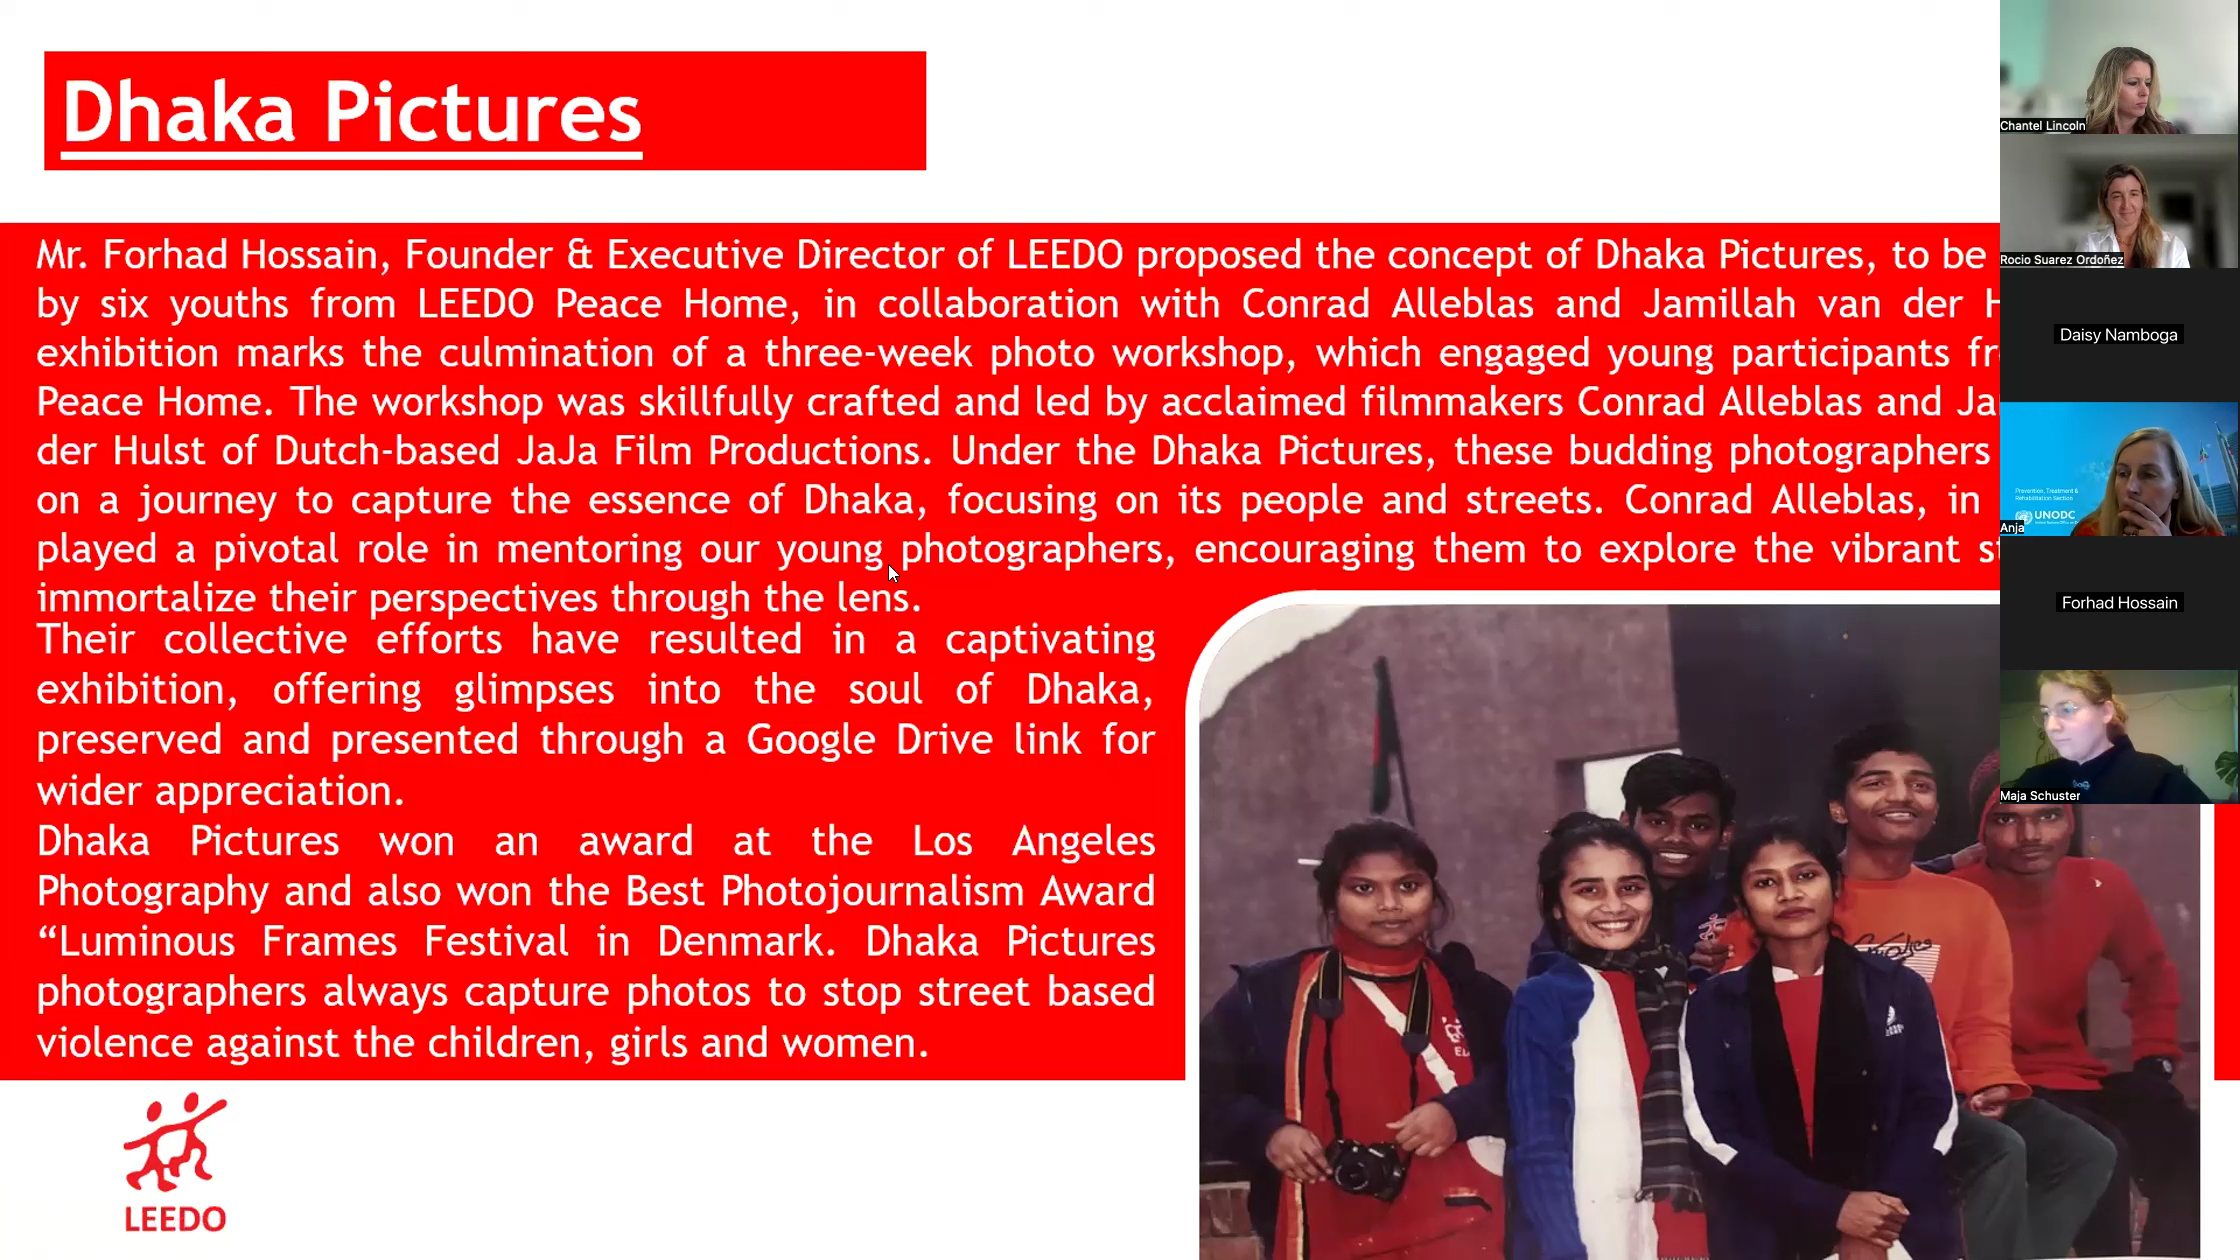 Dhaka Pictures
Mr. Forhad Hossain, Founder & Executive Director of LEEDO proposed the concept of Dhaka Pictures, to be
by six youths from LEEDO Peace Home, in collaboration with Conrad Alleblas and Jamillah van der H
exhibition marks the culmination of a three-week photo workshop, which engaged young participants fr
Peace Home. The workshop was skillfully crafted and led by acclaimed filmmakers Conrad Alleblas and Ja
der Hulst of Dutch-based JaJa Film Productions. Under the Dhaka Pictures, these budding photographers
on a journey to capture the essence of Dhaka, focusing on its people and streets. Conrad Alleblas, in
played a pivotal role in mentoring our young photographers, encouraging them to explore the vibrant st
immortalize their perspectives through the lens.
Their collective efforts have resulted in a captivating
exhibition, offering glimpses into the soul of Dhaka,
preserved and presented through a Google Drive link for
wider appreciation.
Dhaka Pictures won an award at the Los Angeles
Photography and also won the Best Photojournalism Award
“Luminous Frames Festival in Denmark. Dhaka Pictures
photographers always capture photos to stop street based
violence against the children, girls and women.
LEEDO
Chantel Lincoln
Rocio Suarez Ordoñez
Daisy Namboga
Prevention, Treatment &
Rehabilitation Section
UNODC
Anja
Forhad Hossain
Maja Schuster